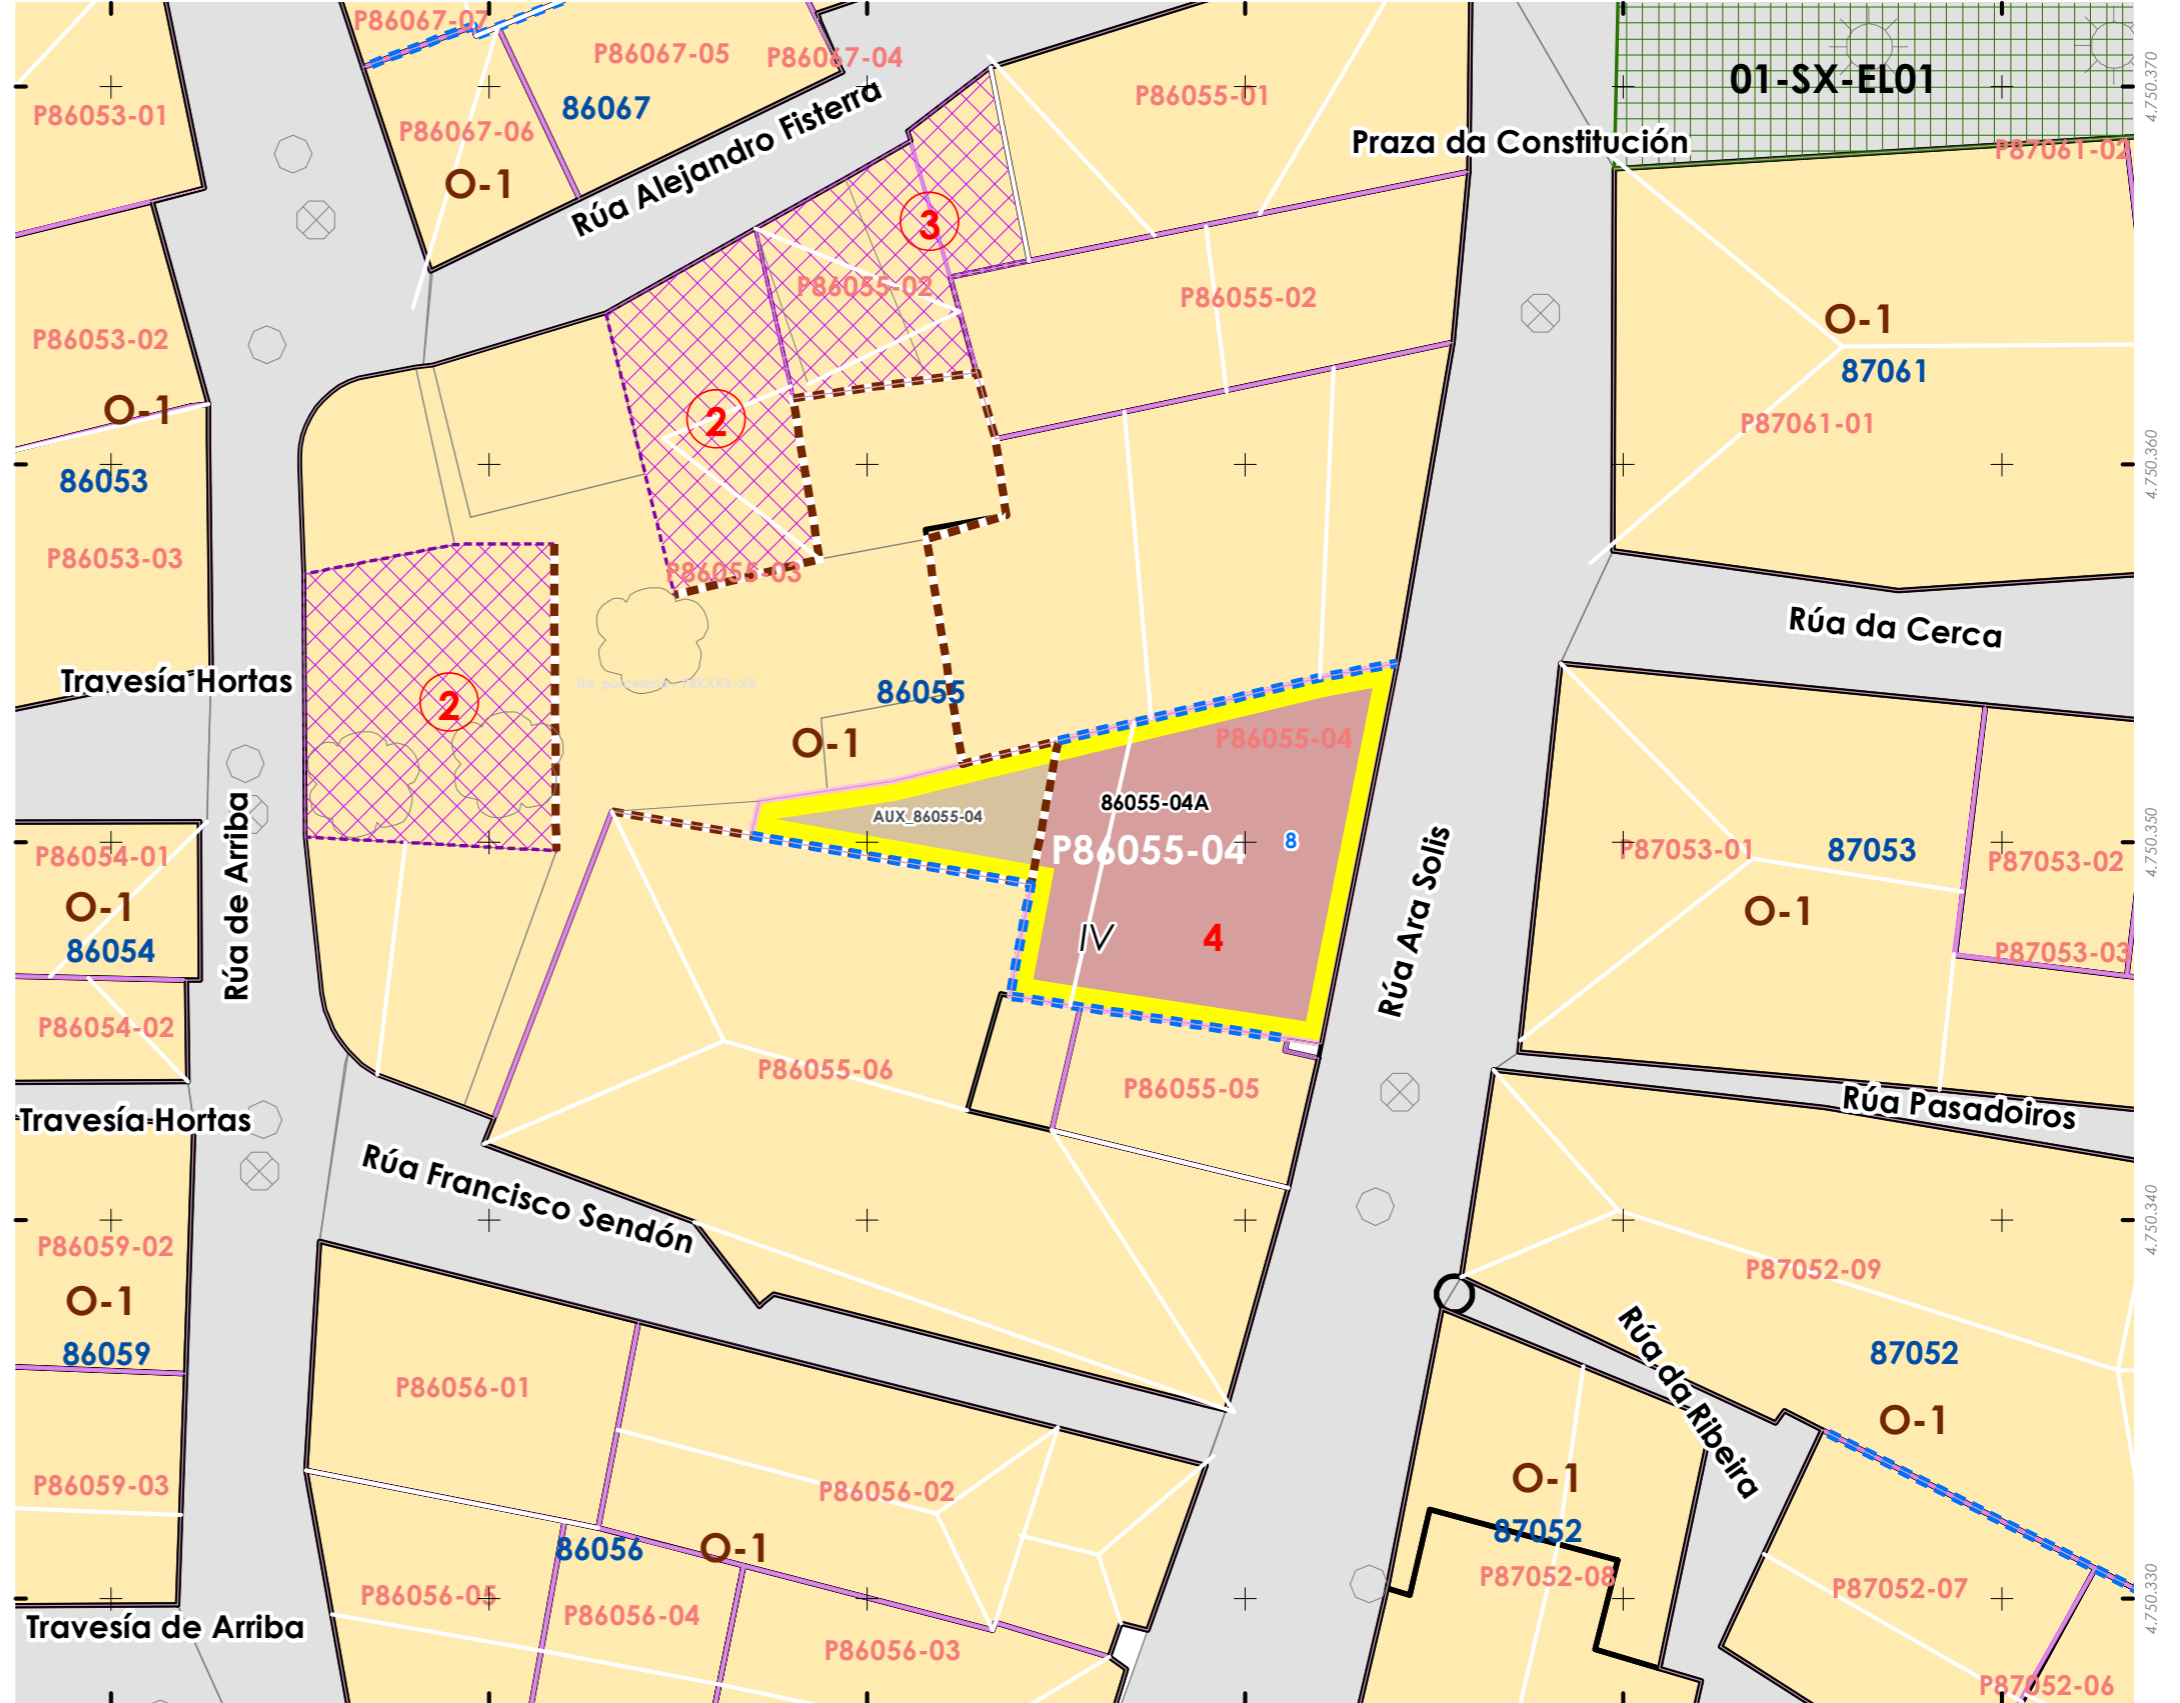 P86067-07
P86067-05
P86067-04
86067
P86067-06
O-1
Rúa Alejandro Fisterra
P86055-01
01-SX-EL01
4.750.370
P86053-01
Praza da Constitución
P87061-02
3
P86055-02
P86055-02
P86053-02
O-1
O-1
87061
P87061-01
2
86053
4.750.360
P86053-03
P86055-03
Rúa da Cerca
Travesía Hortas
Ud. parcelaria PXXXXX-XX
86055
2
O-1
P86055-04
86055-04A
AUX_86055-04
P86055-04
8
P86054-01
P87053-01
87053
P87053-02
4.750.350
O-1
O-1
86054
Rúa de Arriba
IV
4
Rúa Ara Solis
P87053-03
P86054-02
P86055-06
P86055-05
Travesía Hortas
Rúa Pasadoiros
Rúa Francisco Sendón
4.750.340
P86059-02
P87052-09
O-1
86059
87052
Rúa da Ribeira
P86056-01
O-1
P86059-03
P86056-02
O-1
86056
O-1
87052
P87052-08
P87052-07
P86056-05
P86056-04
4.750.330
Travesía de Arriba
P86056-03
P87052-06